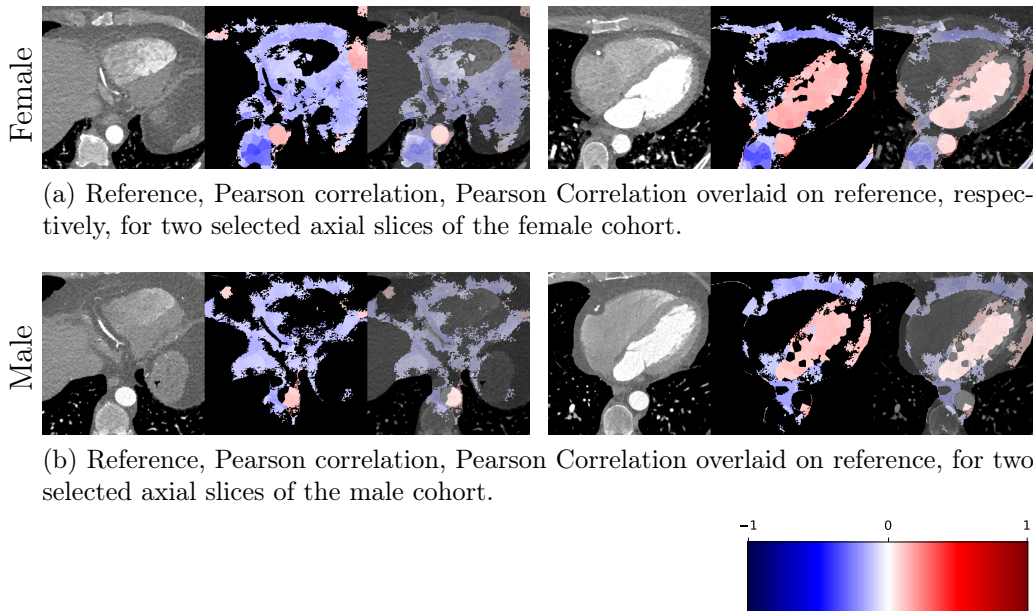 Female
(a) Reference, Pearson correlation, Pearson Correlation overlaid on reference, respec-
tively, for two selected axial slices of the female cohort.
Male
(b) Reference, Pearson correlation, Pearson Correlation overlaid on reference, for two
selected axial slices of the male cohort.
−1 0 1